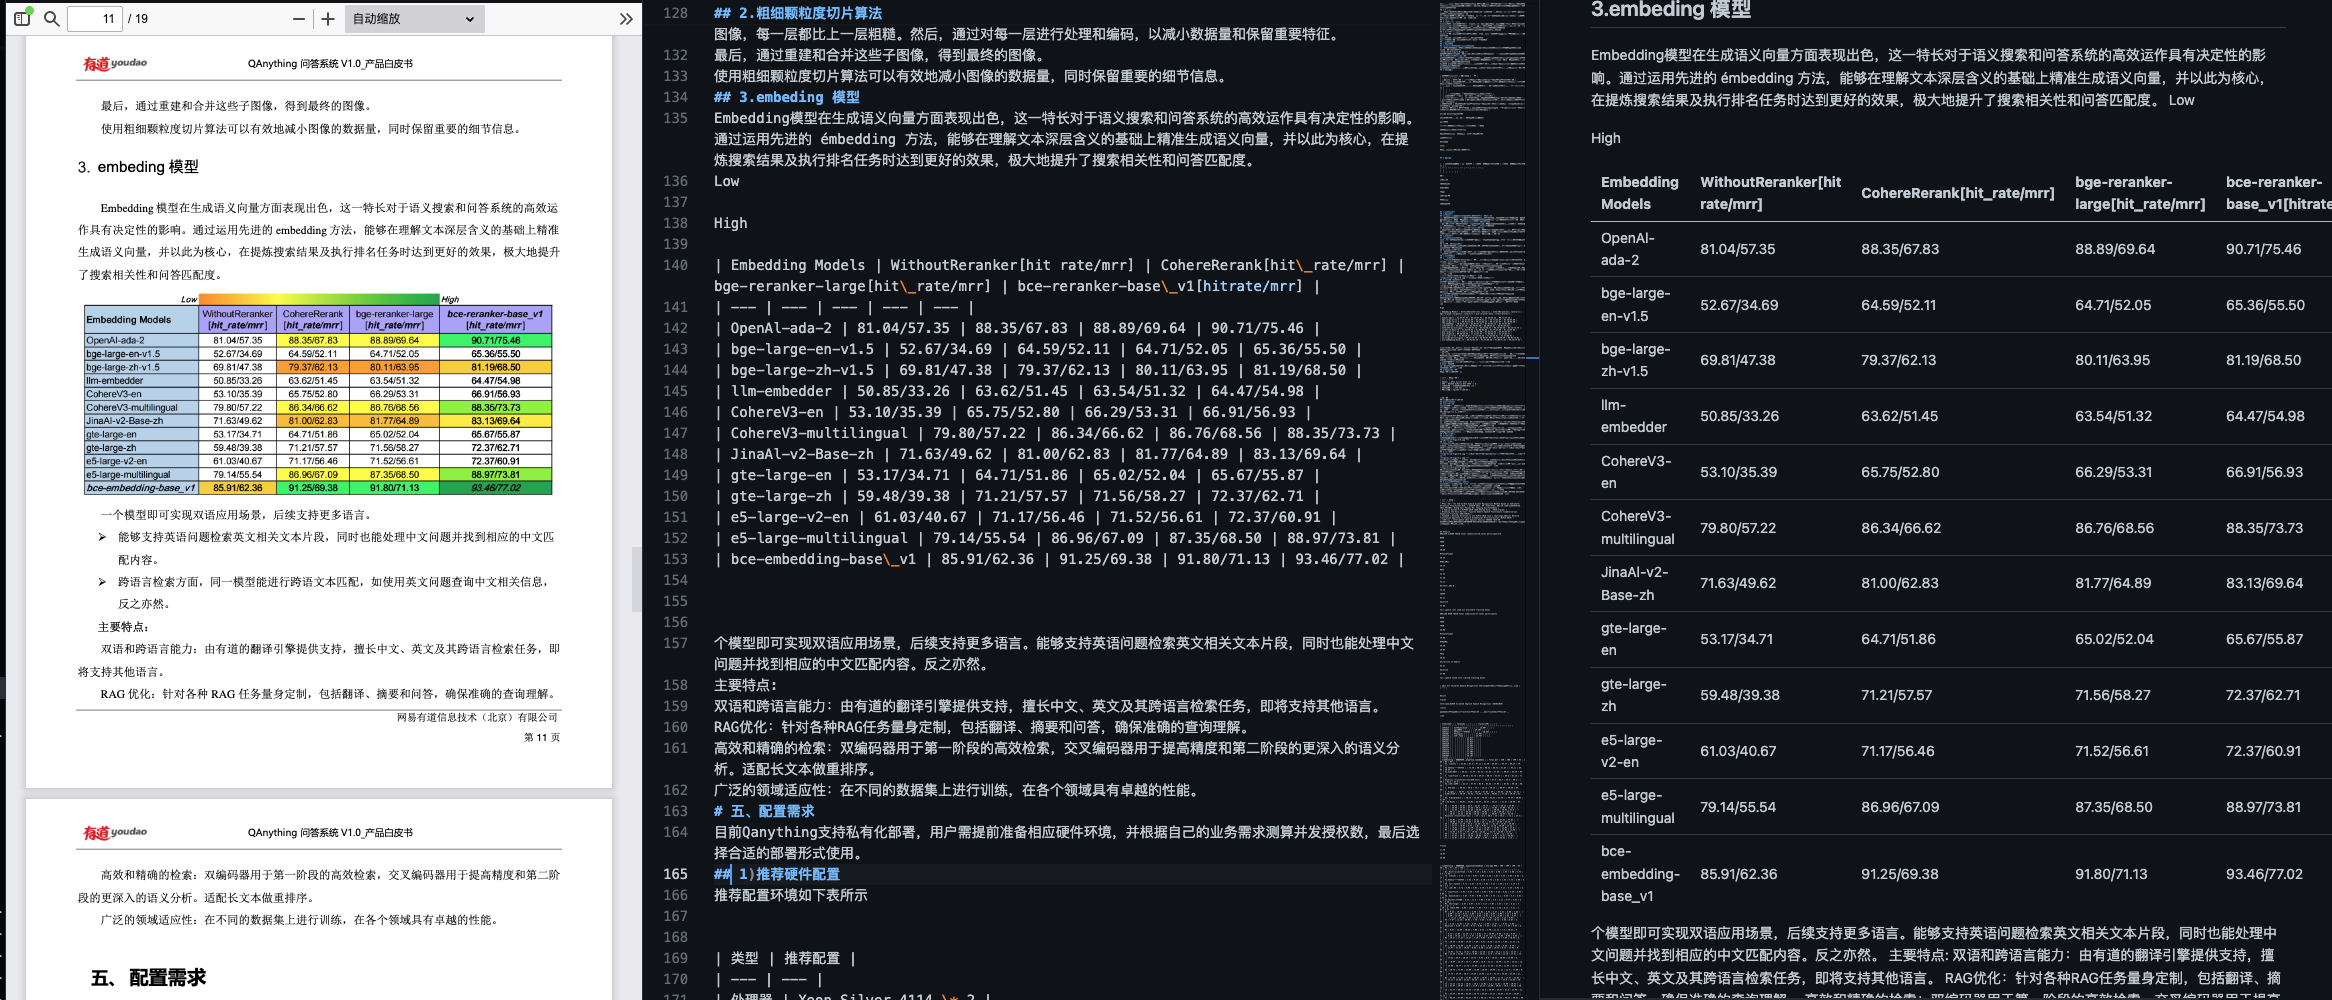 11 / 19
自动缩放
有道youdao
QAnything 问答系统 V1.0_产品白皮书
最后，通过重建和合并这些子图像，得到最终的图像。
使用粗细颗粒度切片算法可以有效地减小图像的数据量，同时保留重要的细节信息。
3. embeding 模型
Embedding 模型在生成语义向量方面表现出色，这一特长对于语义搜索和问答系统的高效运
作具有决定性的影响。通过运用先进的 embedding 方法，能够在理解文本深层含义的基础上精准
生成语义向量，并以此为核心，在提炼搜索结果及执行排名任务时达到更好的效果，极大地提升
了搜索相关性和问答匹配度。
Low High
Embedding Models WithoutReranker [hit_rate/mrr] CohereRerank [hit_rate/mrr] bge-reranker-large [hit_rate/mrr] bce-reranker-base_v1 [hit_rate/mrr]
OpenAI-ada-2 81.04/57.35 88.35/67.83 88.89/69.64 90.71/75.46
bge-large-en-v1.5 52.67/34.69 64.59/52.11 64.71/52.05 65.36/55.50
bge-large-zh-v1.5 69.81/47.38 79.37/62.13 80.11/63.95 81.19/68.50
llm-embedder 50.85/33.26 63.62/51.45 63.54/51.32 64.47/54.98
CohereV3-en 53.10/35.39 65.75/52.80 66.29/53.31 66.91/56.93
CohereV3-multilingual 79.80/57.22 86.34/66.62 86.76/68.56 88.35/73.73
JinaAI-v2-Base-zh 71.63/49.62 81.00/62.83 81.77/64.89 83.13/69.64
gte-large-en 53.17/34.71 64.71/51.86 65.02/52.04 65.67/55.87
gte-large-zh 59.48/39.38 71.21/57.57 71.56/58.27 72.37/62.71
e5-large-v2-en 61.03/40.67 71.17/56.46 71.52/56.61 72.37/60.91
e5-large-multilingual 79.14/55.54 86.96/67.09 87.35/68.50 88.97/73.81
bce-embedding-base_v1 85.91/62.36 91.25/69.38 91.80/71.13 93.46/77.02
一个模型即可实现双语应用场景，后续支持更多语言。
➢ 能够支持英语问题检索英文相关文本片段，同时也能处理中文问题并找到相应的中文匹
配内容。
➢ 跨语言检索方面，同一模型能进行跨语文本匹配，如使用英文问题查询中文相关信息，
反之亦然。
主要特点：
双语和跨语言能力：由有道的翻译引擎提供支持，擅长中文、英文及其跨语言检索任务，即
将支持其他语言。
RAG 优化：针对各种 RAG 任务量身定制，包括翻译、摘要和问答，确保准确的查询理解。
网易有道信息技术（北京）有限公司
第 11 页
有道youdao
QAnything 问答系统 V1.0_产品白皮书
高效和精确的检索：双编码器用于第一阶段的高效检索，交叉编码器用于提高精度和第二阶
段的更深入的语义分析。适配长文本做重排序。
广泛的领域适应性：在不同的数据集上进行训练，在各个领域具有卓越的性能。
五、配置需求
128 ## 2.粗细颗粒度切片算法
图像，每一层都比上一层粗糙。然后，通过对每一层进行处理和编码，以减小数据量和保留重要特征。
132 最后，通过重建和合并这些子图像，得到最终的图像。
133 使用粗细颗粒度切片算法可以有效地减小图像的数据量，同时保留重要的细节信息。
134 ## 3.embeding 模型
135 Embedding模型在生成语义向量方面表现出色，这一特长对于语义搜索和问答系统的高效运作具有决定性的影响。
通过运用先进的 émbedding 方法，能够在理解文本深层含义的基础上精准生成语义向量，并以此为核心，在提
炼搜索结果及执行排名任务时达到更好的效果，极大地提升了搜索相关性和问答匹配度。
136 Low
137
138 High
139
140 | Embedding Models | WithoutReranker[hit rate/mrr] | CohereRerank[hit\_rate/mrr] |
bge-reranker-large[hit\_rate/mrr] | bce-reranker-base\_v1[hitrate/mrr] |
141 | --- | --- | --- | --- | --- |
142 | OpenAl-ada-2 | 81.04/57.35 | 88.35/67.83 | 88.89/69.64 | 90.71/75.46 |
143 | bge-large-en-v1.5 | 52.67/34.69 | 64.59/52.11 | 64.71/52.05 | 65.36/55.50 |
144 | bge-large-zh-v1.5 | 69.81/47.38 | 79.37/62.13 | 80.11/63.95 | 81.19/68.50 |
145 | llm-embedder | 50.85/33.26 | 63.62/51.45 | 63.54/51.32 | 64.47/54.98 |
146 | CohereV3-en | 53.10/35.39 | 65.75/52.80 | 66.29/53.31 | 66.91/56.93 |
147 | CohereV3-multilingual | 79.80/57.22 | 86.34/66.62 | 86.76/68.56 | 88.35/73.73 |
148 | JinaAl-v2-Base-zh | 71.63/49.62 | 81.00/62.83 | 81.77/64.89 | 83.13/69.64 |
149 | gte-large-en | 53.17/34.71 | 64.71/51.86 | 65.02/52.04 | 65.67/55.87 |
150 | gte-large-zh | 59.48/39.38 | 71.21/57.57 | 71.56/58.27 | 72.37/62.71 |
151 | e5-large-v2-en | 61.03/40.67 | 71.17/56.46 | 71.52/56.61 | 72.37/60.91 |
152 | e5-large-multilingual | 79.14/55.54 | 86.96/67.09 | 87.35/68.50 | 88.97/73.81 |
153 | bce-embedding-base\_v1 | 85.91/62.36 | 91.25/69.38 | 91.80/71.13 | 93.46/77.02 |
154
155
156
157 个模型即可实现双语应用场景，后续支持更多语言。能够支持英语问题检索英文相关文本片段，同时也能处理中文
问题并找到相应的中文匹配内容。反之亦然。
158 主要特点：
159 双语和跨语言能力：由有道的翻译引擎提供支持，擅长中文、英文及其跨语言检索任务，即将支持其他语言。
160 RAG优化：针对各种RAG任务量身定制，包括翻译、摘要和问答，确保准确的查询理解。
161 高效和精确的检索：双编码器用于第一阶段的高效检索，交叉编码器用于提高精度和第二阶段的更深入的语义分
析。适配长文本做重排序。
162 广泛的领域适应性：在不同的数据集上进行训练，在各个领域具有卓越的性能。
163 # 五、配置需求
164 目前Qanything支持私有化部署，用户需提前准备相应硬件环境，并根据自己的业务需求测算并发授权数，最后选
择合适的部署形式使用。
165 ## 1)推荐硬件配置
166 推荐配置环境如下表所示
167
168
169 | 类型 | 推荐配置 |
170 | --- | --- |
171 | 处理器 | Xeon Silver 4114 \* 2 |
3.embeding 模型
Embedding模型在生成语义向量方面表现出色，这一特长对于语义搜索和问答系统的高效运作具有决定性的影
响。通过运用先进的 émbedding 方法，能够在理解文本深层含义的基础上精准生成语义向量，并以此为核心，
在提炼搜索结果及执行排名任务时达到更好的效果，极大地提升了搜索相关性和问答匹配度。 Low
High
Embedding Models WithoutReranker[hit rate/mrr] CohereRerank[hit_rate/mrr] bge-reranker-large[hit_rate/mrr] bce-reranker-base_v1[hitrate
OpenAl-ada-2 81.04/57.35 88.35/67.83 88.89/69.64 90.71/75.46
bge-large-en-v1.5 52.67/34.69 64.59/52.11 64.71/52.05 65.36/55.50
bge-large-zh-v1.5 69.81/47.38 79.37/62.13 80.11/63.95 81.19/68.50
llm-embedder 50.85/33.26 63.62/51.45 63.54/51.32 64.47/54.98
CohereV3-en 53.10/35.39 65.75/52.80 66.29/53.31 66.91/56.93
CohereV3-multilingual 79.80/57.22 86.34/66.62 86.76/68.56 88.35/73.73
JinaAl-v2-Base-zh 71.63/49.62 81.00/62.83 81.77/64.89 83.13/69.64
gte-large-en 53.17/34.71 64.71/51.86 65.02/52.04 65.67/55.87
gte-large-zh 59.48/39.38 71.21/57.57 71.56/58.27 72.37/62.71
e5-large-v2-en 61.03/40.67 71.17/56.46 71.52/56.61 72.37/60.91
e5-large-multilingual 79.14/55.54 86.96/67.09 87.35/68.50 88.97/73.81
bce-embedding-base_v1 85.91/62.36 91.25/69.38 91.80/71.13 93.46/77.02
个模型即可实现双语应用场景，后续支持更多语言。能够支持英语问题检索英文相关文本片段，同时也能处理中
文问题并找到相应的中文匹配内容。反之亦然。 主要特点: 双语和跨语言能力：由有道的翻译引擎提供支持，擅
长中文、英文及其跨语言检索任务，即将支持其他语言。 RAG优化：针对各种RAG任务量身定制，包括翻译、摘